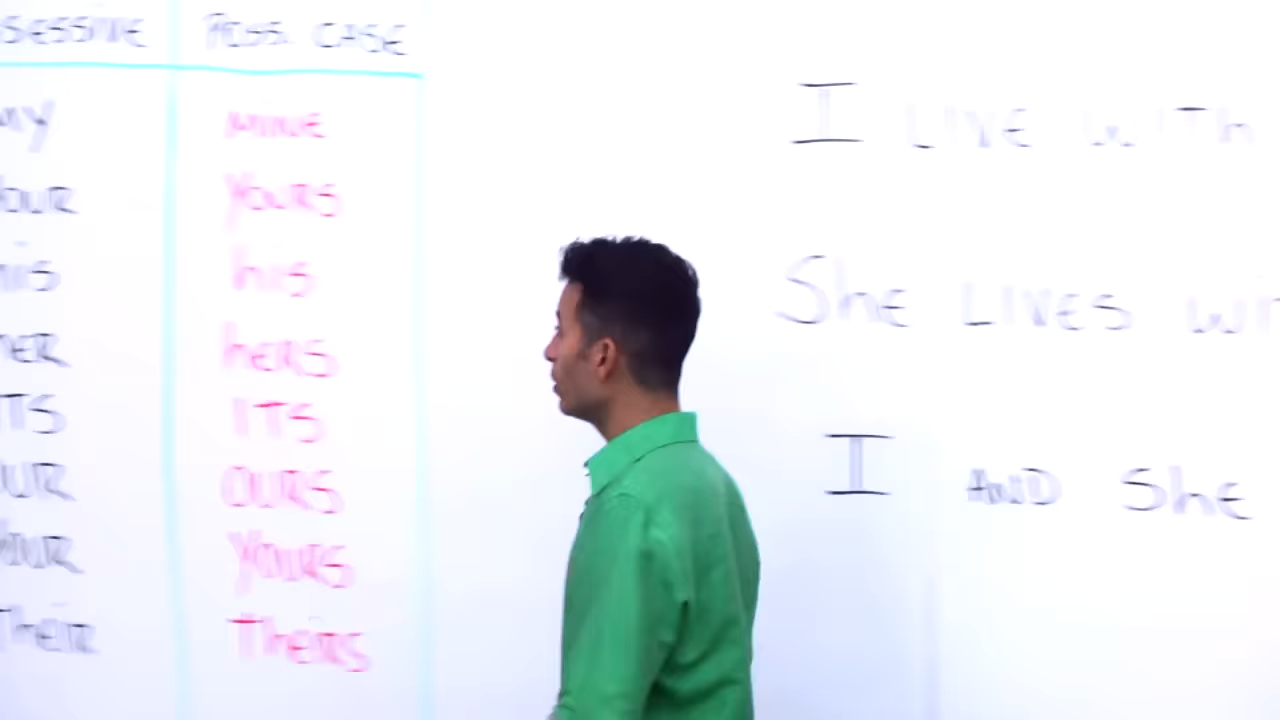 SSESSIVE POSS. CASE
MY MINE
YOUR YOURS
HIS his
HER hERS
ITS ITS
OUR OURS
YOUR YOURS
TheiR TheiRS
I LIVE WITh
She LIVES WI
I AND She